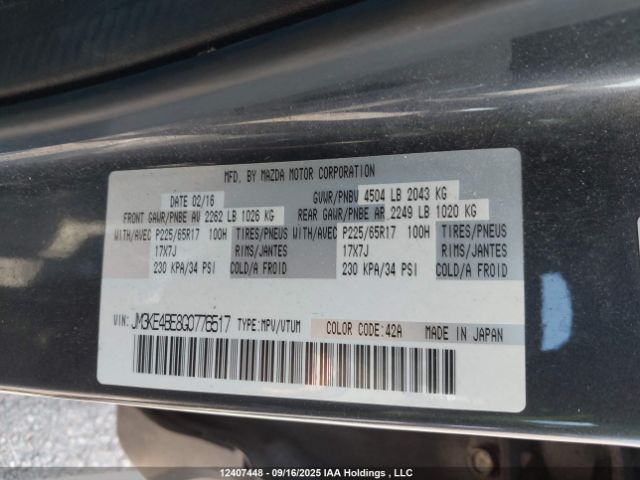 MFD. BY MAZDA MOTOR CORPORATION
DATE 02/16 GVWR/PNBV 4504 LB 2043 KG
FRONT GAWR/PNBE AV 2262 LB 1026 KG REAR GAWR/PNBE AR 2249 LB 1020 KG
WITH/AVEC P225/65R17 100H TIRES/PNEUS WITH/AVEC P225/65R17 100H TIRES/PNEUS
17X7J RIMS/JANTES 17X7J RIMS/JANTES
230 KPA/34 PSI COLD/A FROID 230 KPA/34 PSI COLD/A FROID
VIN: JM3KE4BE8G0776517 TYPE:MPV/VTUM COLOR CODE:42A MADE IN JAPAN
12407448 - 09/16/2025 IAA Holdings , LLC